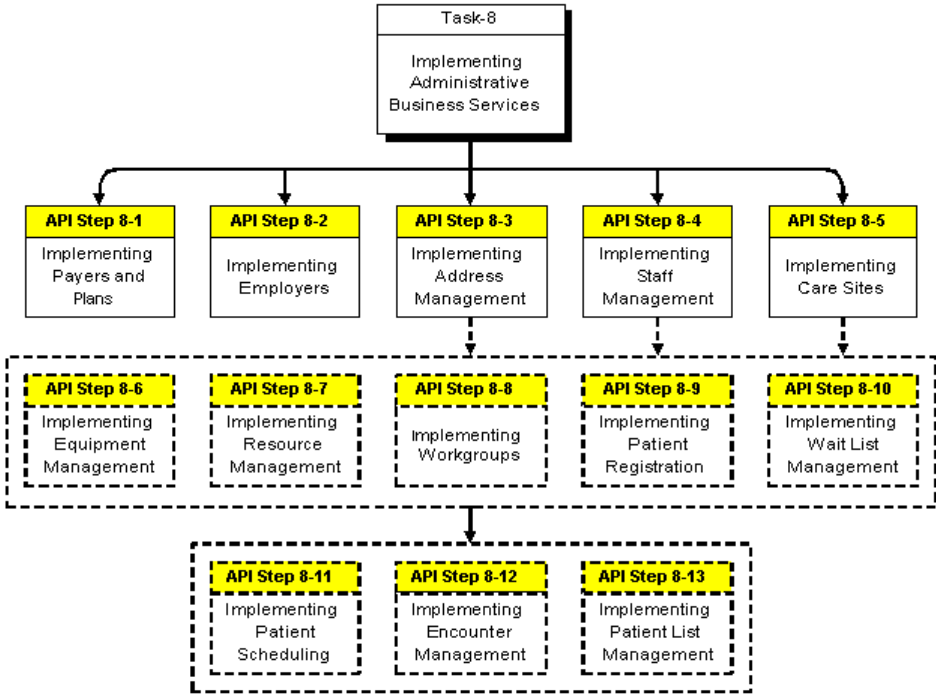 Task-8
Implementing
Administrative
Business Services
API Step 8-1
Implementing
Payers and
Plans
API Step 8-2
Implementing
Employers
API Step 8-3
Implementing
Address
Management
API Step 8-4
Implementing
Staff
Management
API Step 8-5
Implementing
Care Sites
API Step 8-6
Implementing
Equipment
Management
API Step 8-7
Implementing
Resource
Management
API Step 8-8
Implementing
Workgroups
API Step 8-9
Implementing
Patient
Registration
API Step 8-10
Implementing
Wait List
Management
API Step 8-11
Implementing
Patient
Scheduling
API Step 8-12
Implementing
Encounter
Management
API Step 8-13
Implementing
Patient List
Management